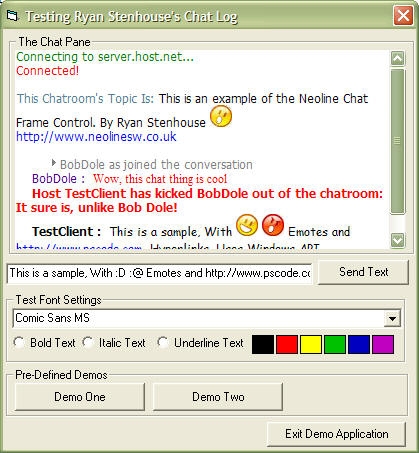 Testing Ryan Stenhouse's Chat Log
The Chat Pane
Connecting to server.host.net...
Connected!
This Chatroom's Topic Is: This is an example of the Neoline Chat
Frame Control. By Ryan Stenhouse
http://www.neolinesw.co.uk
BobDole as joined the conversation
BobDole : Wow, this chat thing is cool
Host TestClient has kicked BobDole out of the chatroom:
It sure is, unlike Bob Dole!
TestClient : This is a sample, With Emotes and
http://www.pscode.com Hyperlinks. Uses Windows API
This is a sample, With :D :@ Emotes and http://www.pscode.co
Send Text
Test Font Settings
Comic Sans MS
Bold Text Italic Text Underline Text
Pre-Defined Demos
Demo One Demo Two
Exit Demo Application